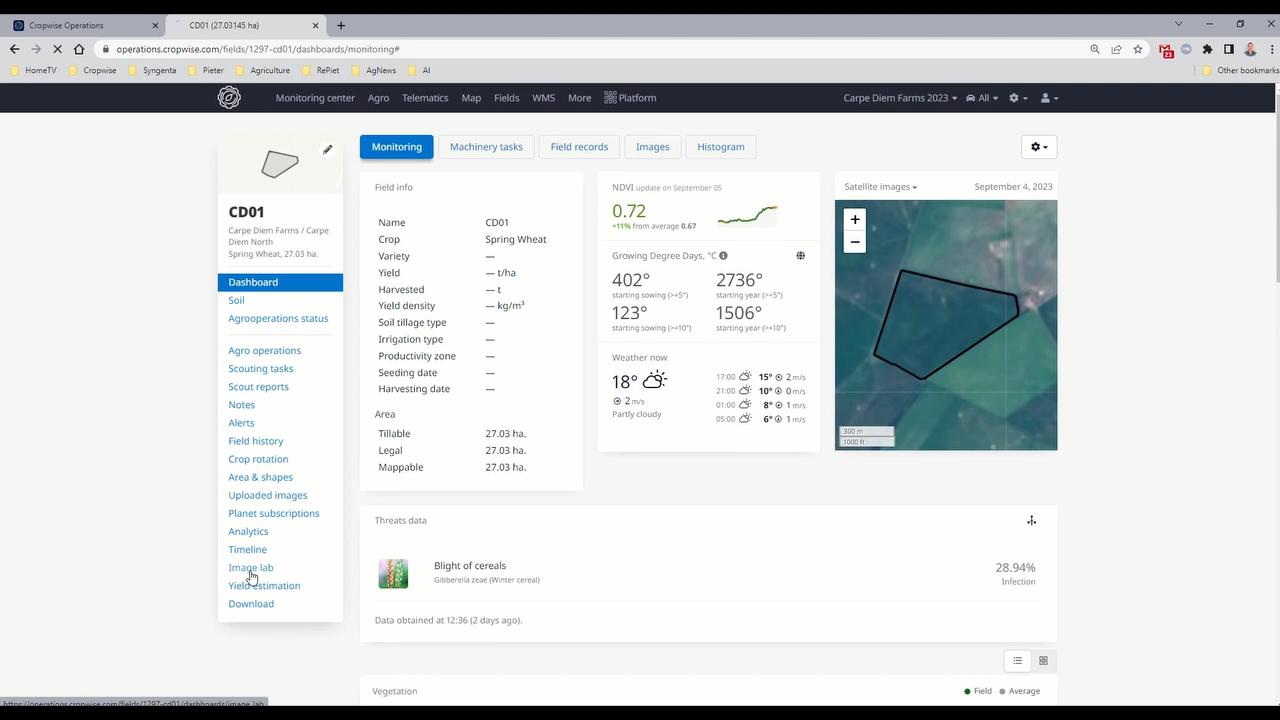 Cropwise Operations
CD01 (27.03145 ha)
operations.cropwise.com/fields/1297-cd01/dashboards/monitoring#
23
HomeTV Cropwise Syngenta Pieter Agriculture RePiet AgNews AI Other bookmarks
Monitoring center Agro Telematics Map Fields WMS More Platform Carpe Diem Farms 2023 All
CD01
Carpe Diem Farms / Carpe
Diem North
Spring Wheat, 27.03 ha.
Dashboard
Soil
Agrooperations status
Agro operations
Scouting tasks
Scout reports
Notes
Alerts
Field history
Crop rotation
Area & shapes
Uploaded images
Planet subscriptions
Analytics
Timeline
Image lab
Yield estimation
Download
Monitoring Machinery tasks Field records Images Histogram
Field info
Name CD01
Crop Spring Wheat
Variety —
Yield — t/ha
Harvested — t
Yield density — kg/m³
Soil tillage type —
Irrigation type —
Productivity zone —
Seeding date —
Harvesting date —
Area
Tillable 27.03 ha.
Legal 27.03 ha.
Mappable 27.03 ha.
NDVI update on September 05
0.72
+11% from average 0.67
Growing Degree Days, °C
402° 2736°
starting sowing (>+5°) starting year (>+5°)
123° 1506°
starting sowing (>+10°) starting year (>+10°)
Weather now
18°
2 m/s
Partly cloudy
17:00 15° 2 m/s
21:00 10° 0 m/s
01:00 8° 1 m/s
05:00 6° 1 m/s
Satellite images September 4, 2023
+
−
300 m
1000 ft
Threats data
Blight of cereals
Gibberella zeae (Winter cereal)
28.94%
Infection
Data obtained at 12:36 (2 days ago).
Vegetation Field Average
https://operations.cropwise.com/fields/1297-cd01/dashboards/image_lab